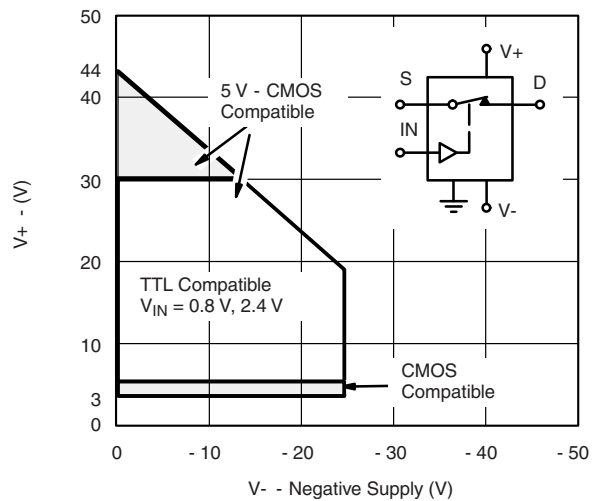 50
44
40
30
20
10
3
0
V+ - (V)
5 V - CMOS
Compatible
V+
S
D
IN
V-
TTL Compatible
VIN = 0.8 V, 2.4 V
CMOS
Compatible
0
- 10
- 20
- 30
- 40
- 50
V- - Negative Supply (V)